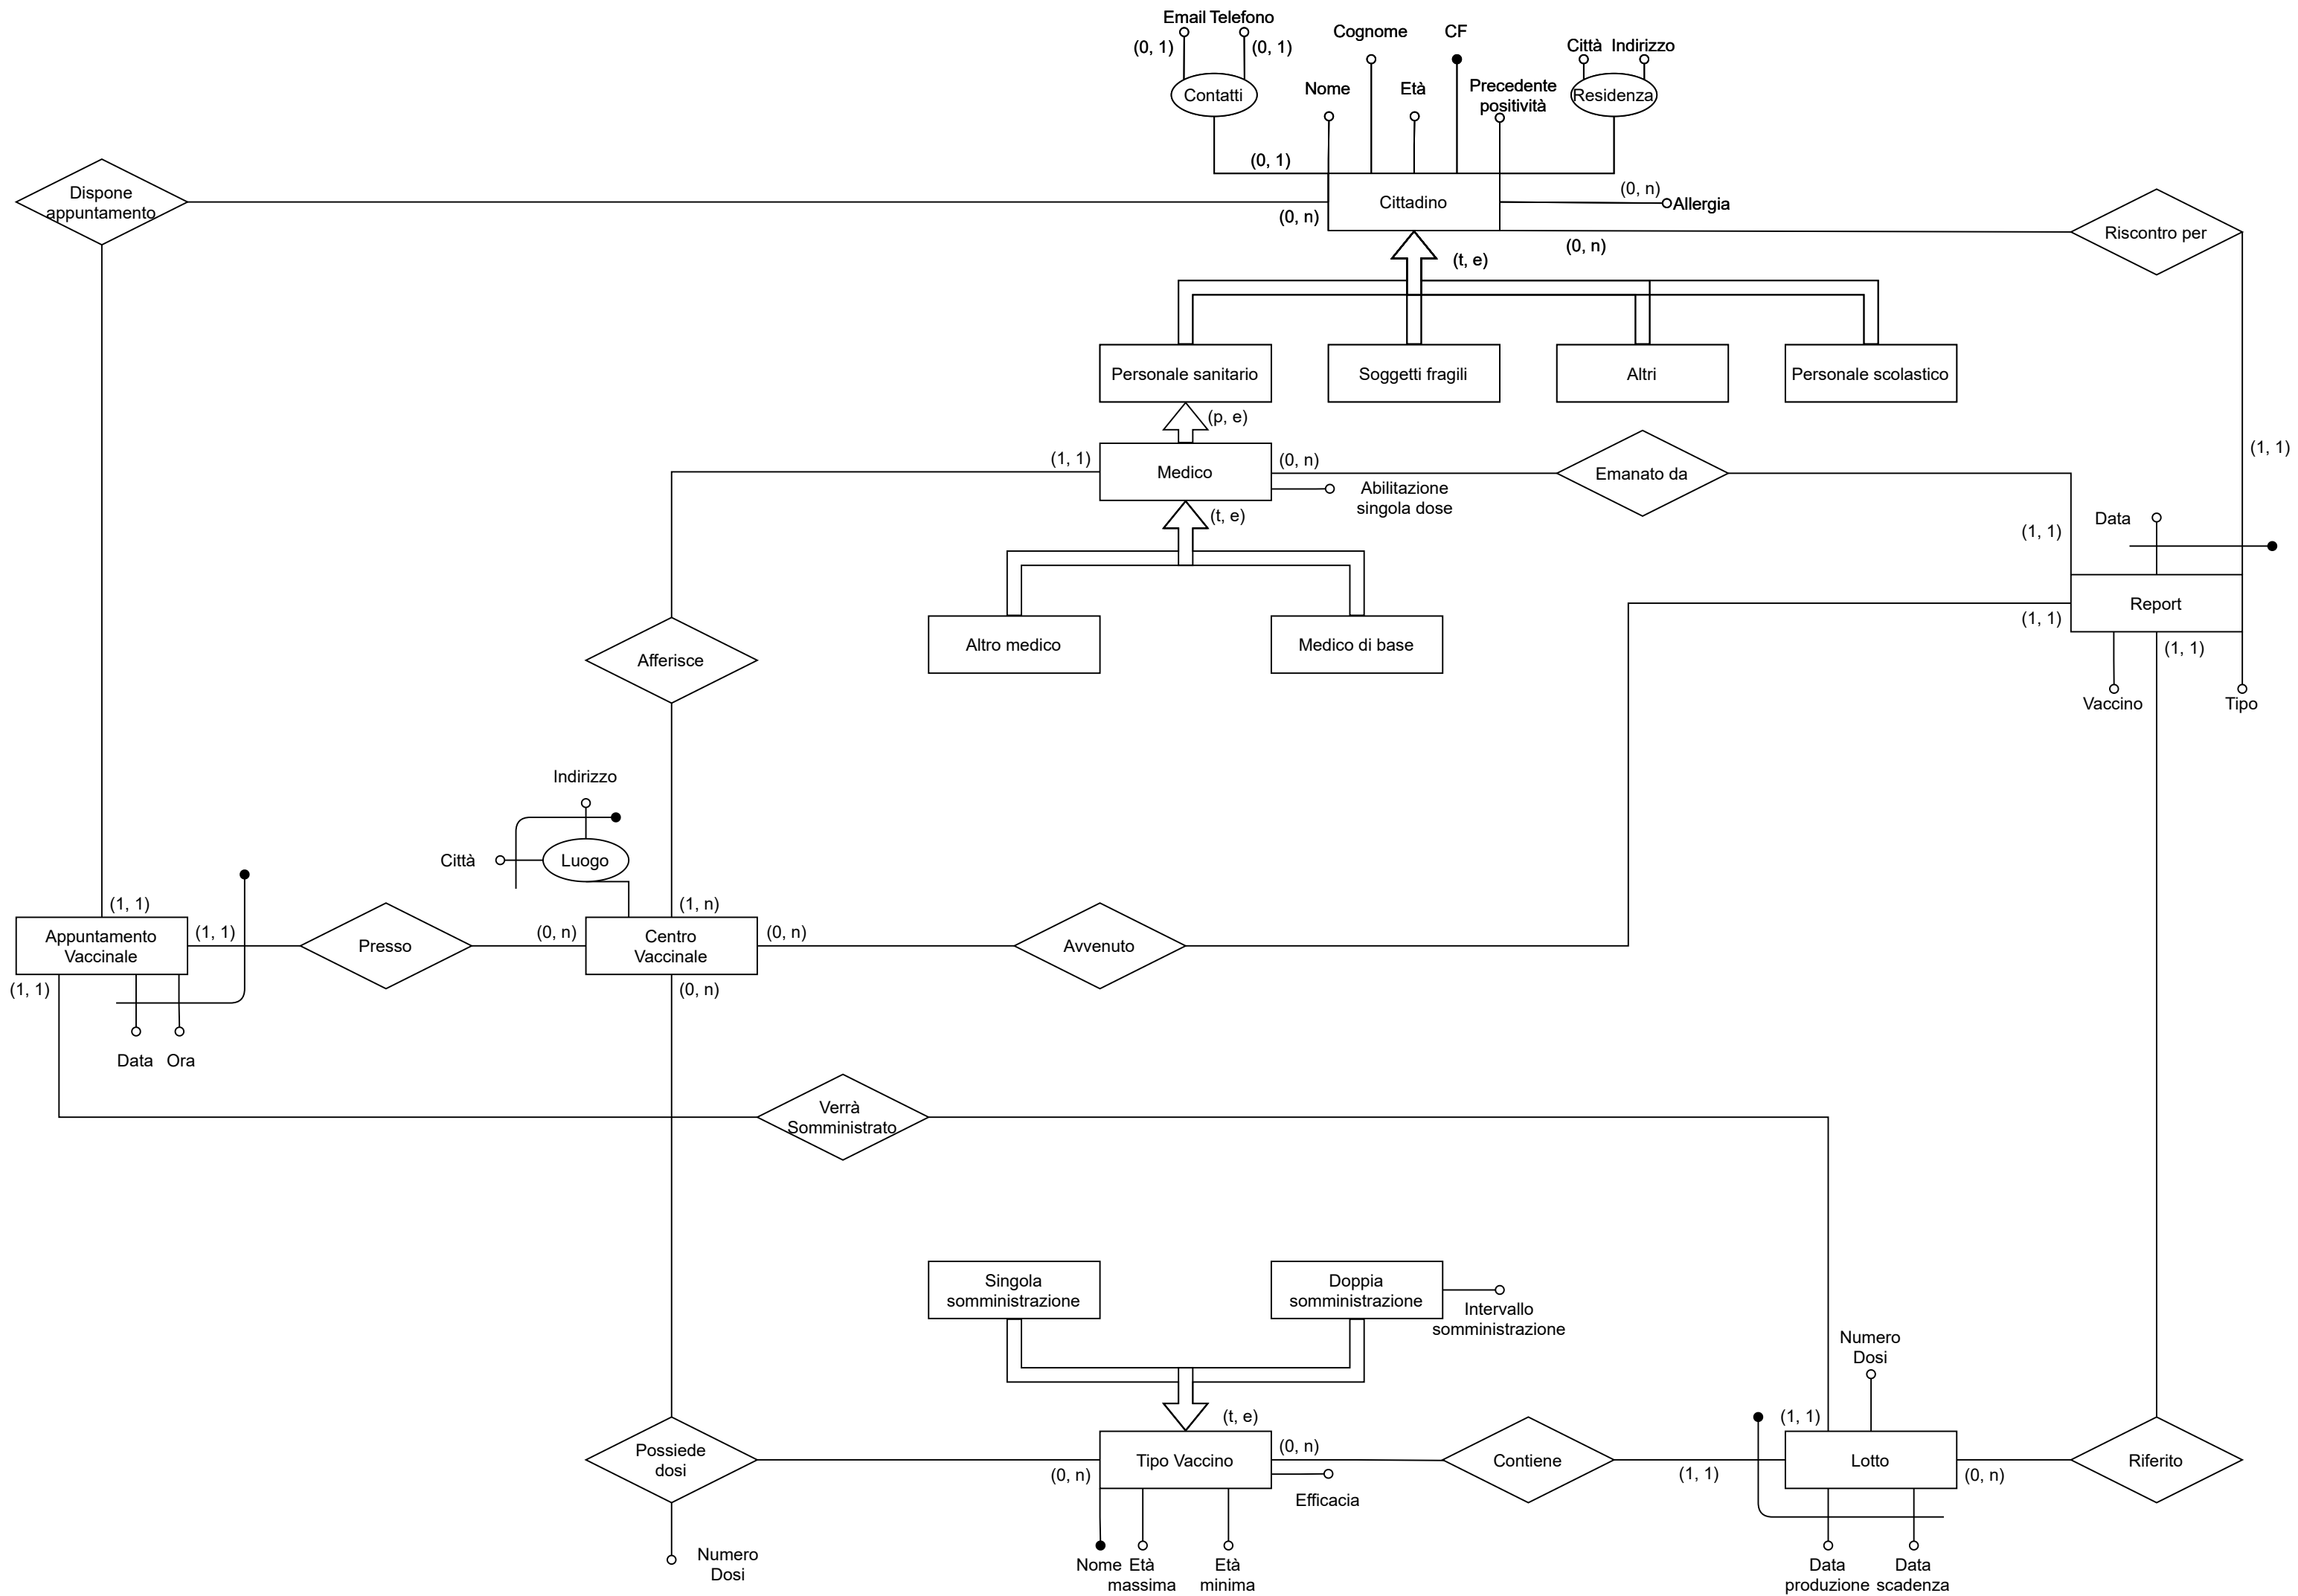 Email Telefono
(0, 1)
(0, 1)
Cognome
CF
Città Indirizzo
Contatti
Nome
Età
Precedente
positività
Residenza
(0, 1)
Dispone
appuntamento
(0, n)
Cittadino
(0, n)
Allergia
(0, n)
Riscontro per
(t, e)
Personale sanitario
Soggetti fragili
Altri
Personale scolastico
(p, e)
(1, 1)
(1, 1)
Medico
(0, n)
Emanato da
Abilitazione
singola dose
(t, e)
Data
(1, 1)
Report
(1, 1)
(1, 1)
Altro medico
Medico di base
Afferisce
Vaccino
Tipo
Indirizzo
Città
Luogo
(1, 1)
(1, n)
Appuntamento
Vaccinale
(1, 1)
Presso
(0, n)
Centro
Vaccinale
(0, n)
Avvenuto
(1, 1)
(0, n)
Data
Ora
Verrà
Somministrato
Singola
somministrazione
Doppia
somministrazione
Intervallo
somministrazione
Numero
Dosi
(t, e)
(1, 1)
Possiede
dosi
(0, n)
Tipo Vaccino
(0, n)
Contiene
(1, 1)
Lotto
(0, n)
Riferito
Efficacia
Numero
Dosi
Nome
Età
massima
Età
minima
Data
produzione
Data
scadenza